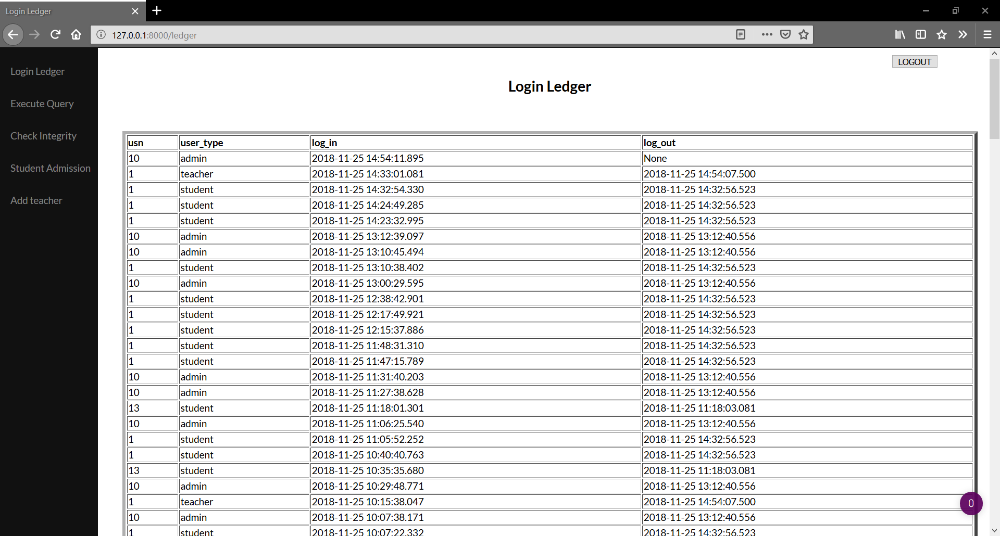 Login Ledger
127.0.0.1:8000/ledger
LOGOUT
Login Ledger
Execute Query
Check Integrity
Student Admission
Add teacher
Login Ledger
usn user_type log_in log_out
10 admin 2018-11-25 14:54:11.895 None
1 teacher 2018-11-25 14:33:01.081 2018-11-25 14:54:07.500
1 student 2018-11-25 14:32:54.330 2018-11-25 14:32:56.523
1 student 2018-11-25 14:24:49.285 2018-11-25 14:32:56.523
1 student 2018-11-25 14:23:32.995 2018-11-25 14:32:56.523
10 admin 2018-11-25 13:12:39.097 2018-11-25 13:12:40.556
10 admin 2018-11-25 13:10:45.494 2018-11-25 13:12:40.556
1 student 2018-11-25 13:10:38.402 2018-11-25 14:32:56.523
10 admin 2018-11-25 13:00:29.595 2018-11-25 13:12:40.556
1 student 2018-11-25 12:38:42.901 2018-11-25 14:32:56.523
1 student 2018-11-25 12:17:49.921 2018-11-25 14:32:56.523
1 student 2018-11-25 12:15:37.886 2018-11-25 14:32:56.523
1 student 2018-11-25 11:48:31.310 2018-11-25 14:32:56.523
1 student 2018-11-25 11:47:15.789 2018-11-25 14:32:56.523
10 admin 2018-11-25 11:31:40.203 2018-11-25 13:12:40.556
10 admin 2018-11-25 11:27:38.628 2018-11-25 13:12:40.556
13 student 2018-11-25 11:18:01.301 2018-11-25 11:18:03.081
10 admin 2018-11-25 11:06:25.540 2018-11-25 13:12:40.556
1 student 2018-11-25 11:05:52.252 2018-11-25 14:32:56.523
1 student 2018-11-25 10:40:40.763 2018-11-25 14:32:56.523
13 student 2018-11-25 10:35:35.680 2018-11-25 11:18:03.081
10 admin 2018-11-25 10:29:48.771 2018-11-25 13:12:40.556
1 teacher 2018-11-25 10:15:38.047 2018-11-25 14:54:07.500
0
10 admin 2018-11-25 10:07:38.171 2018-11-25 13:12:40.556
1 student 2018-11-25 10:07:22.332 2018-11-25 14:32:56.523